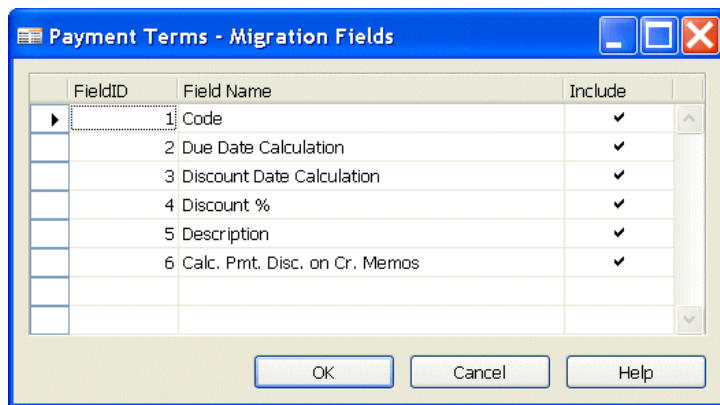 Payment Terms - Migration Fields
FieldID Field Name Include
1 Code
2 Due Date Calculation
3 Discount Date Calculation
4 Discount %
5 Description
6 Calc. Pmt. Disc. on Cr. Memos
OK Cancel Help